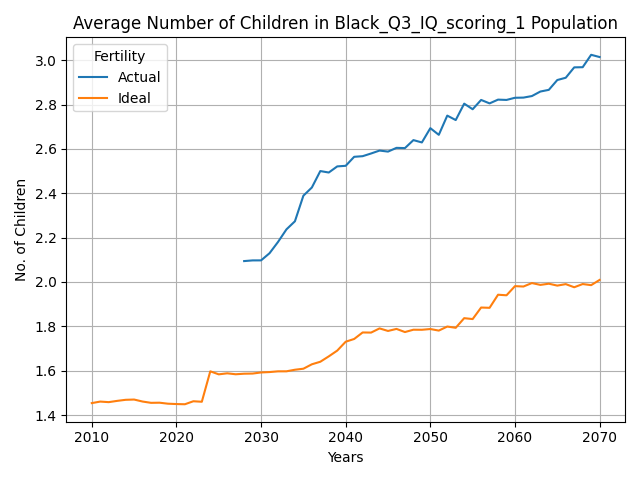 Average Number of Children in Black_Q3_IQ_scoring_1 Population
Fertility
Actual
Ideal
No. of Children
3.0
2.8
2.6
2.4
2.2
2.0
1.8
1.6
1.4
2010 2020 2030 2040 2050 2060 2070
Years